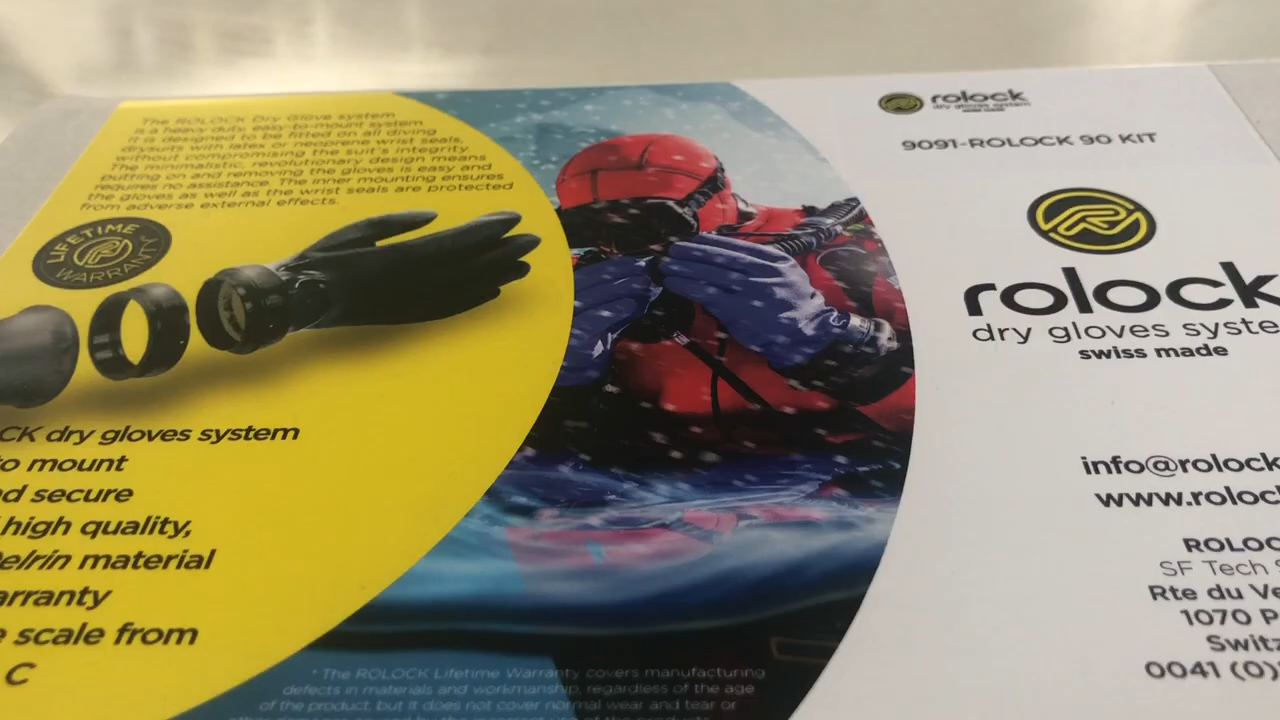 The ROLOCK Dry Glove system
is a heavy duty, easy-to-mount system
it is designed to be fitted on all diving
drysuits with latex or neoprene wrist seals,
without compromising the suit's integrity
The minimalistic, revolutionary design means
putting on and removing the gloves is easy and
requires no assistance. The inner mounting ensures
the gloves as well as the wrist seals are protected
from adverse external effects.
LIFETIME
WARRANTY
CK dry gloves system
to mount
nd secure
high quality,
Delrin material
arranty
e scale from
C
* The ROLOCK Lifetime Warranty covers manufacturing
defects in materials and workmanship, regardless of the age
of the product, but it does not cover normal wear and tear or
rolock
dry gloves system
9091-ROLOCK 90 KIT
rolock
dry gloves syste
swiss made
info@rolock
www.roloc
ROLOC
SF Tech S
Rte du Ve
1070 P
Switz
0041 (0)